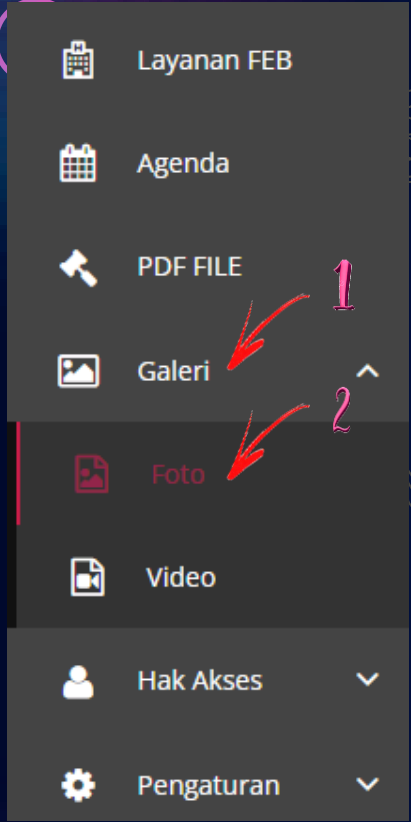 Layanan FEB
Agenda
PDF FILE
1
Galeri
2
Foto
Video
Hak Akses
Pengaturan